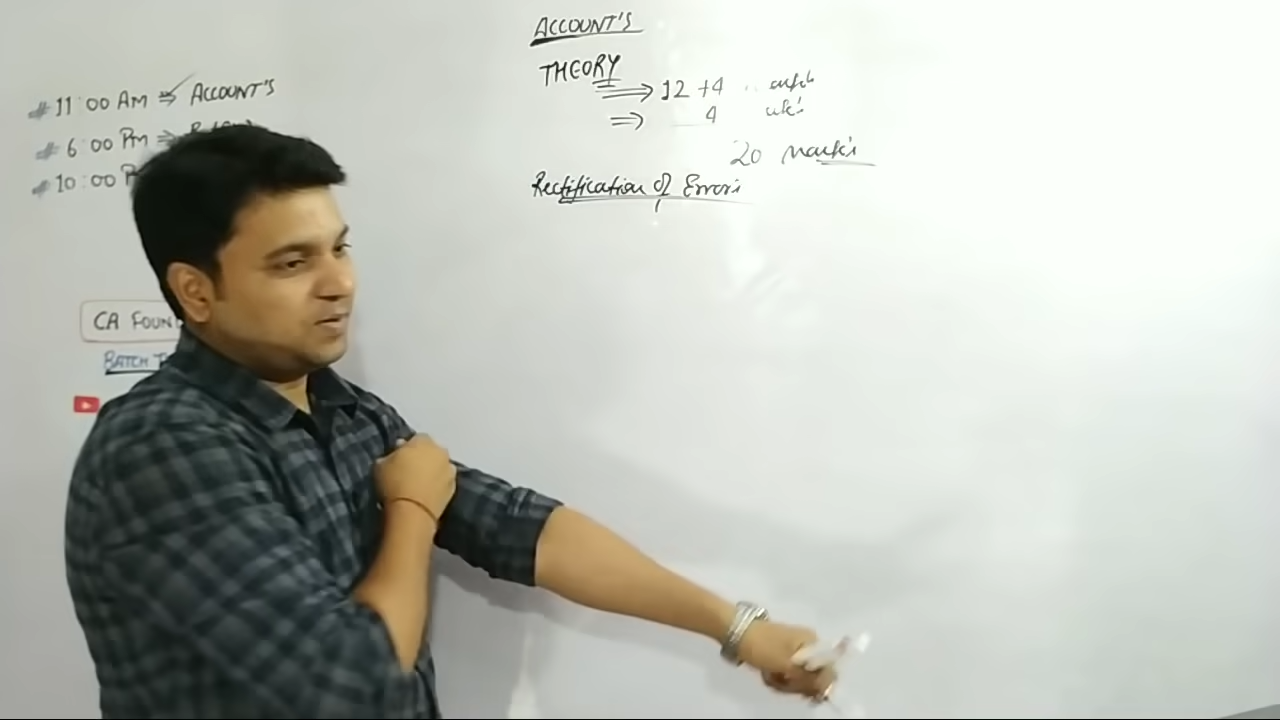 # 11:00 AM ⇒ ACCOUNT'S
# 6:00 PM ⇒
# 10:00 P
CA FOUN
BATCH T
ACCOUNT'S
THEORY
⇒ 12 + 4
⇒ 4
20 Marks
Rectification of Errors